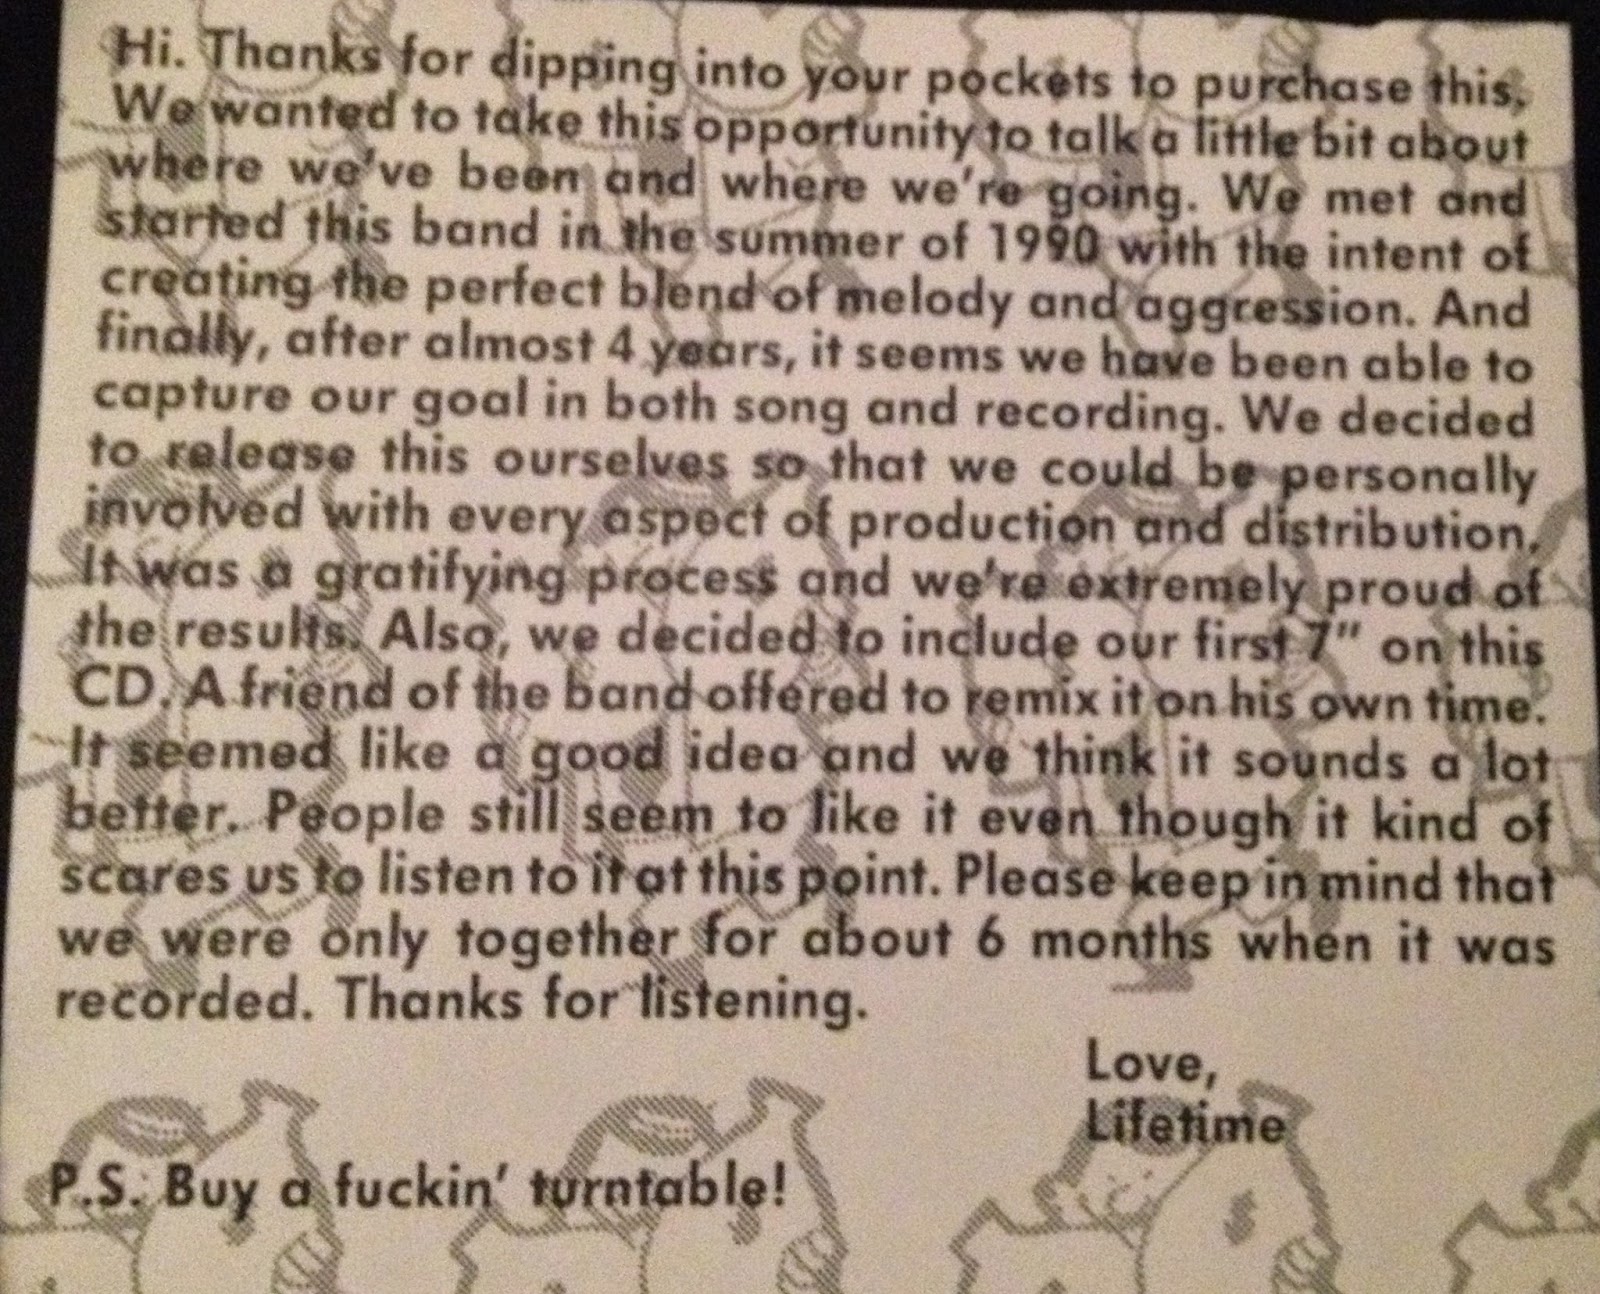 Hi. Thanks for dipping into your pockets to purchase this.
We wanted to take this opportunity to talk a little bit about
where we've been and where we're going. We met and
started this band in the summer of 1990 with the intent of
creating the perfect blend of melody and aggression. And
finally, after almost 4 years, it seems we have been able to
capture our goal in both song and recording. We decided
to release this ourselves so that we could be personally
involved with every aspect of production and distribution.
It was a gratifying process and we're extremely proud of
the results. Also, we decided to include our first 7" on this
CD. A friend of the band offered to remix it on his own time.
It seemed like a good idea and we think it sounds a lot
better. People still seem to like it even though it kind of
scares us to listen to it at this point. Please keep in mind that
we were only together for about 6 months when it was
recorded. Thanks for listening.
Love,
Lifetime
P.S. Buy a fuckin' turntable!